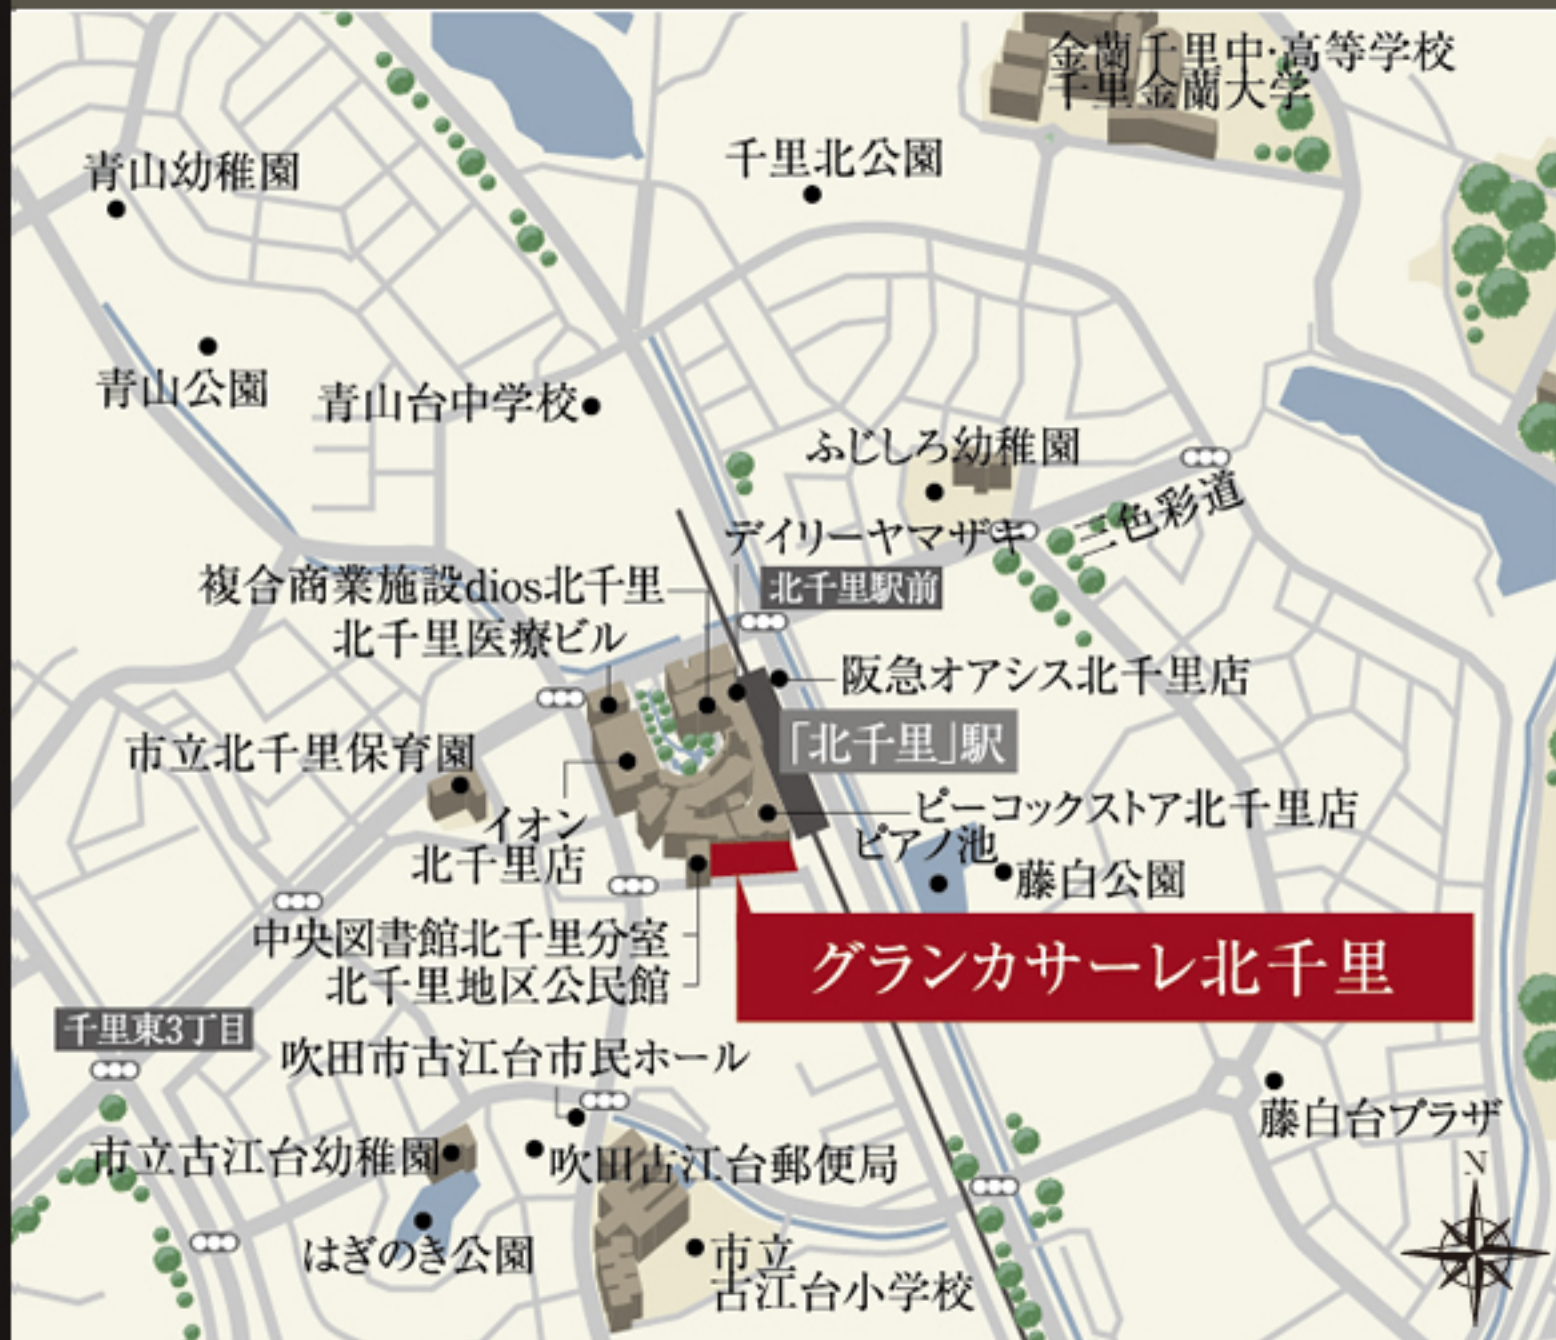 金蘭千里中・高等学校
千里金蘭大学
千里北公園
青山幼稚園
青山公園
青山台中学校
ふじしろ幼稚園
三色彩道
デイリーヤマザキ
複合商業施設dios北千里
北千里駅前
北千里医療ビル
阪急オアシス北千里店
「北千里」駅
市立北千里保育園
イオン
北千里店
ピーコックストア北千里店
ピアノ池
藤白公園
中央図書館北千里分室
北千里地区公民館
グランカサーレ北千里
千里東3丁目
吹田市古江台市民ホール
藤白台プラザ
市立古江台幼稚園
吹田古江台郵便局
N
はぎのき公園
市立
古江台小学校